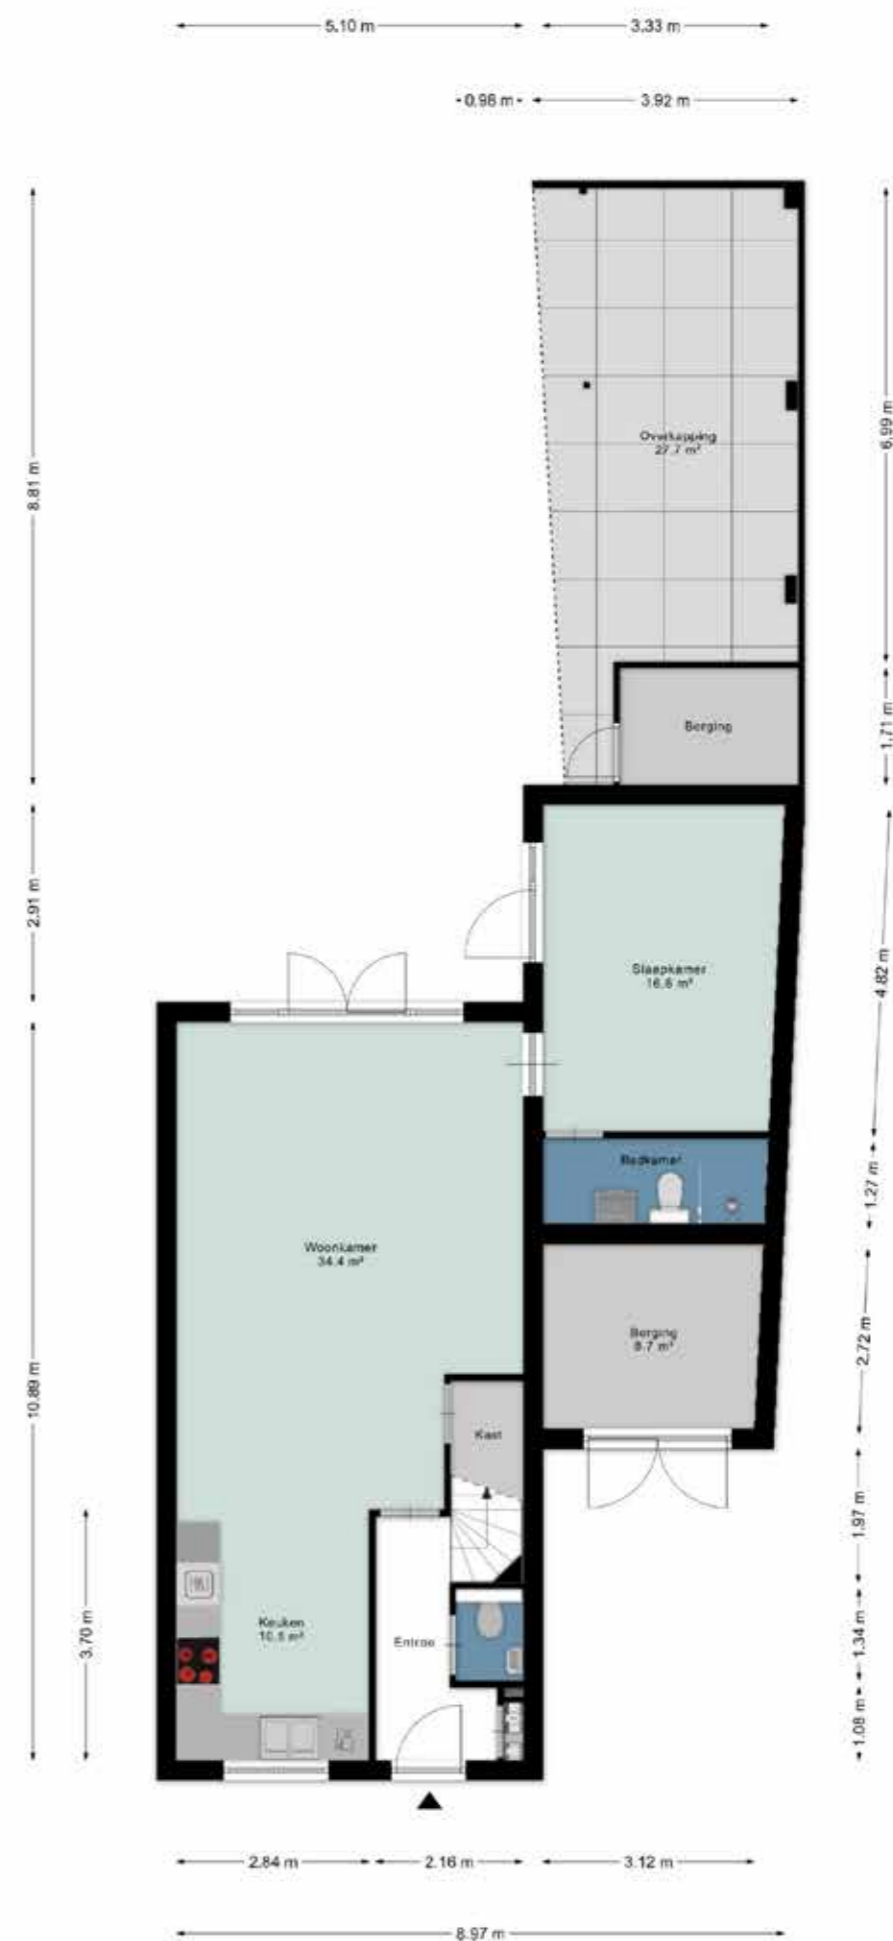 5.10 m
3.33 m
0.98 m
3.92 m
8.81 m
6.99 m
Overkapping
27.7 m²
1.71 m
Berging
2.91 m
4.82 m
Slaapkamer
16.6 m²
Badkamer
1.27 m
Woonkamer
34.4 m²
Berging
8.7 m²
2.72 m
10.89 m
Kast
1.97 m
3.70 m
Keuken
10.5 m²
Entree
1.34 m
1.08 m
2.84 m
2.16 m
3.12 m
8.97 m